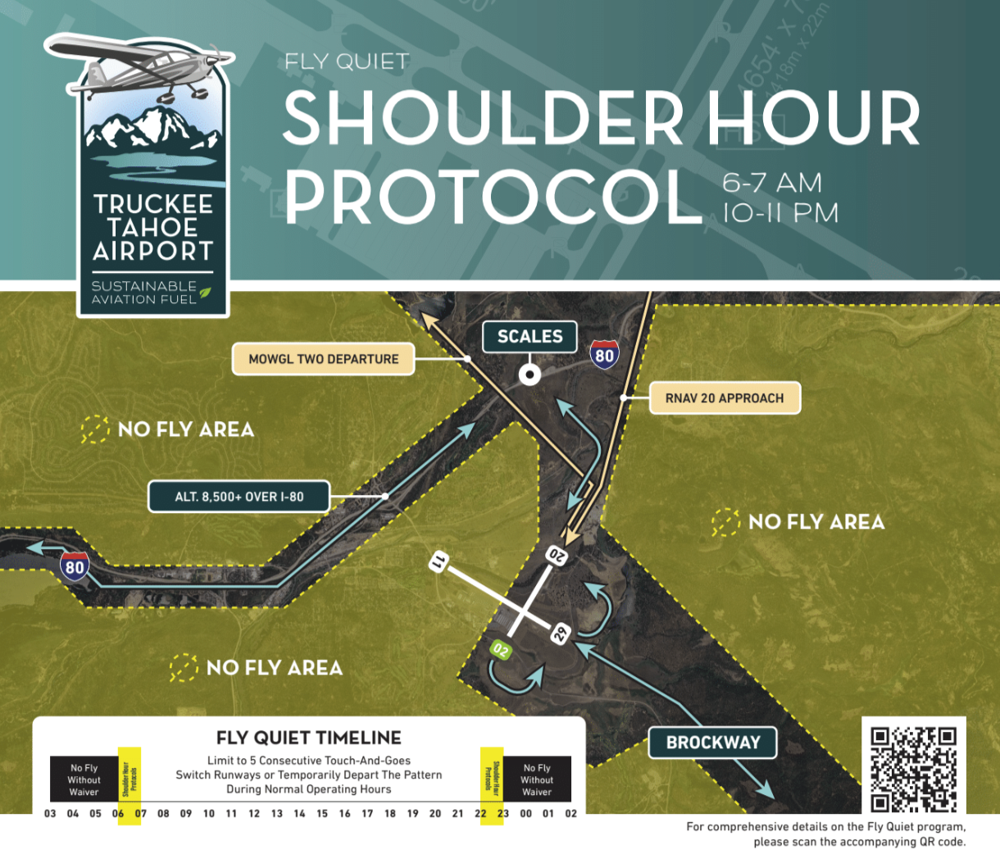 FLY QUIET
SHOULDER HOUR
PROTOCOL
6-7 AM
10-11 PM
TRUCKEE
TAHOE
AIRPORT
SUSTAINABLE
AVIATION FUEL
SCALES
MOWGL TWO DEPARTURE
80
RNAV 20 APPROACH
NO FLY AREA
ALT. 8,500+ OVER I-80
NO FLY AREA
80
11
20
29
02
NO FLY AREA
BROCKWAY
FLY QUIET TIMELINE
Limit to 5 Consecutive Touch-And-Goes
Switch Runways or Temporarily Depart The Pattern
During Normal Operating Hours
No Fly
Without
Waiver
Shoulder Hour
Protocols
Shoulder Hour
Protocols
No Fly
Without
Waiver
03 04 05 06 07 08 09 10 11 12 13 14 15 16 17 18 19 20 21 22 23 00 01 02
For comprehensive details on the Fly Quiet program,
please scan the accompanying QR code.